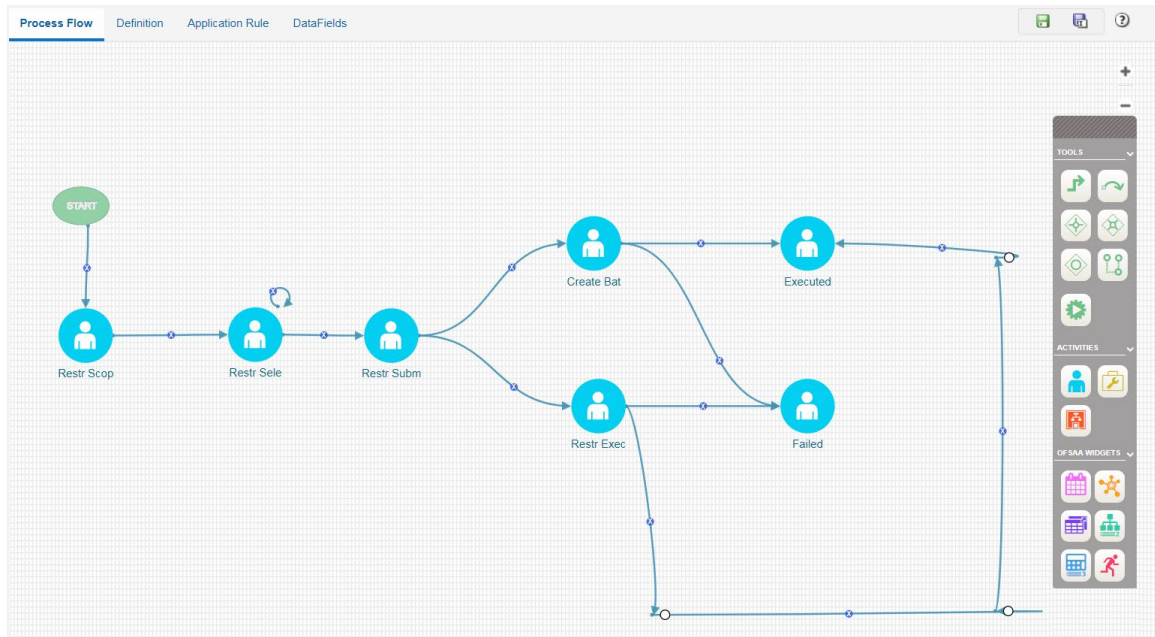 Process Flow Definition Application Rule DataFields
TOOLS
START
Create Bat
Executed
Restr Scop
Restr Sele
Restr Subm
ACTIVITIES
Restr Exec
Failed
OFSAA WIDGETS